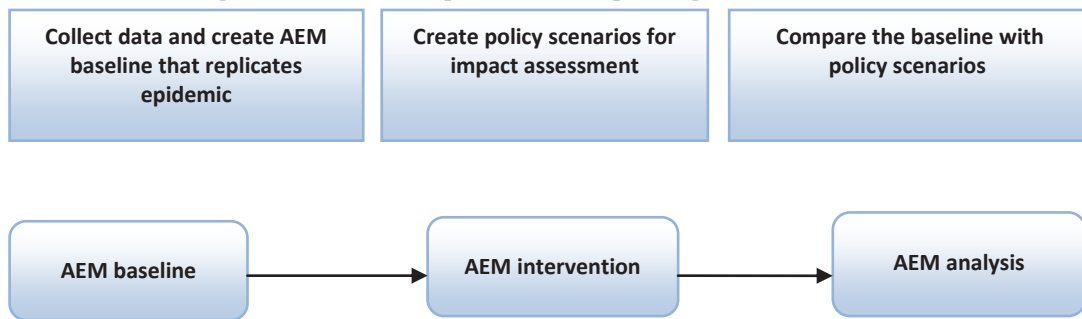 Collect data and create AEM
baseline that replicates
epidemic
Create policy scenarios for
impact assessment
Compare the baseline with
policy scenarios
AEM baseline
AEM intervention
AEM analysis